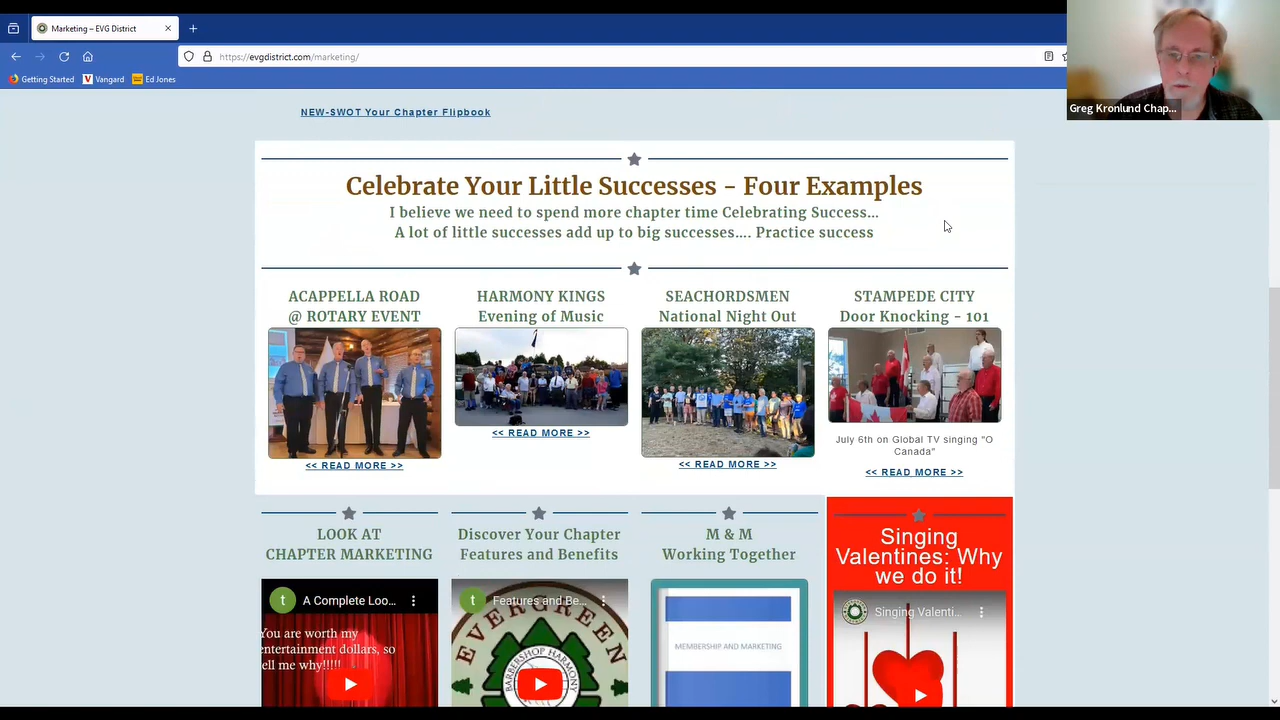 Marketing – EVG District
https://evgdistrict.com/marketing/
Getting Started
Vangard
Ed Jones
Greg Kronlund Chap...
NEW-SWOT Your Chapter Flipbook
Celebrate Your Little Successes - Four Examples
I believe we need to spend more chapter time Celebrating Success...
A lot of little successes add up to big successes.... Practice success
ACAPPELLA ROAD
@ ROTARY EVENT
<< READ MORE >>
HARMONY KINGS
Evening of Music
<< READ MORE >>
SEACHORDSMEN
National Night Out
<< READ MORE >>
STAMPEDE CITY
Door Knocking - 101
July 6th on Global TV singing "O
Canada"
<< READ MORE >>
LOOK AT
CHAPTER MARKETING
t
A Complete Loo...
You are worth my
entertainment dollars, so
tell me why!!!!!
Discover Your Chapter
Features and Benefits
t
Features and Be...
EVERGREEN
BARBERSHOP HARMONY
M & M
Working Together
MEMBERSHIP AND MARKETING
Singing
Valentines: Why
we do it!
Singing Valenti...